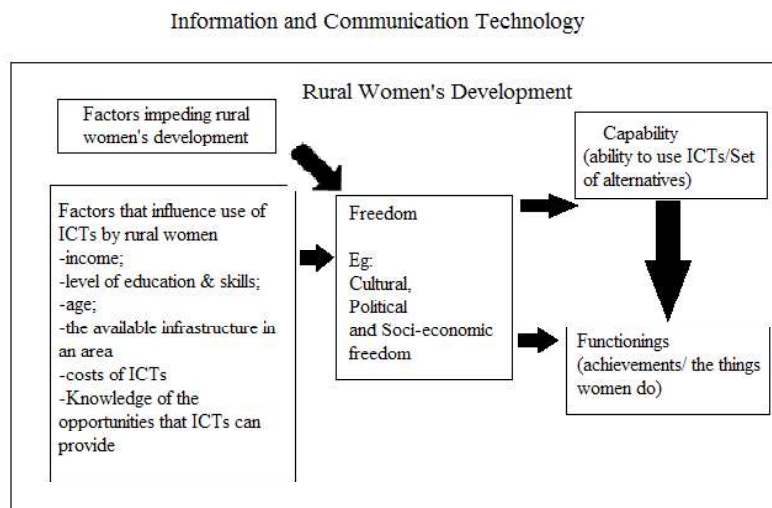 Information and Communication Technology
Rural Women's Development
Factors impeding rural
women's development
Factors that influence use of
ICTs by rural women
-income;
-level of education & skills;
-age;
-the available infrastructure in
an area
-costs of ICTs
-Knowledge of the
opportunities that ICTs can
provide
Freedom
Eg:
Cultural,
Political
and Soci-economic
freedom
Capability
(ability to use ICTs/Set
of alternatives)
Functionings
(achievements/ the things
women do)